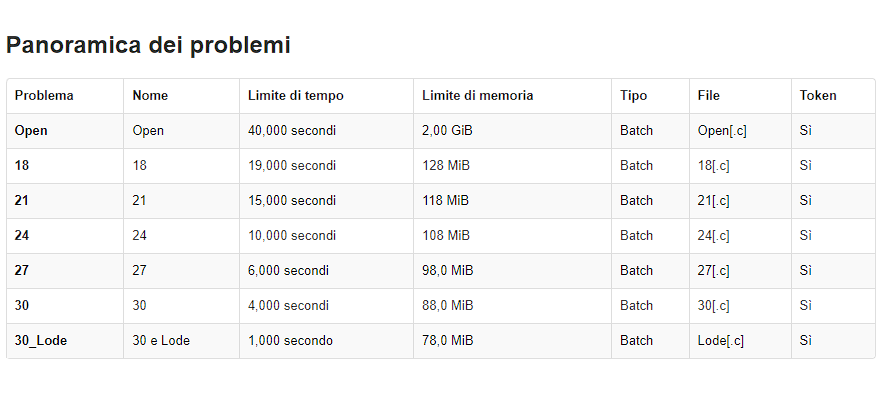 Panoramica dei problemi
Problema Nome Limite di tempo Limite di memoria Tipo File Token
Open Open 40,000 secondi 2,00 GiB Batch Open[.c] Sì
18 18 19,000 secondi 128 MiB Batch 18[.c] Sì
21 21 15,000 secondi 118 MiB Batch 21[.c] Sì
24 24 10,000 secondi 108 MiB Batch 24[.c] Sì
27 27 6,000 secondi 98,0 MiB Batch 27[.c] Sì
30 30 4,000 secondi 88,0 MiB Batch 30[.c] Sì
30_Lode 30 e Lode 1,000 secondo 78,0 MiB Batch Lode[.c] Sì